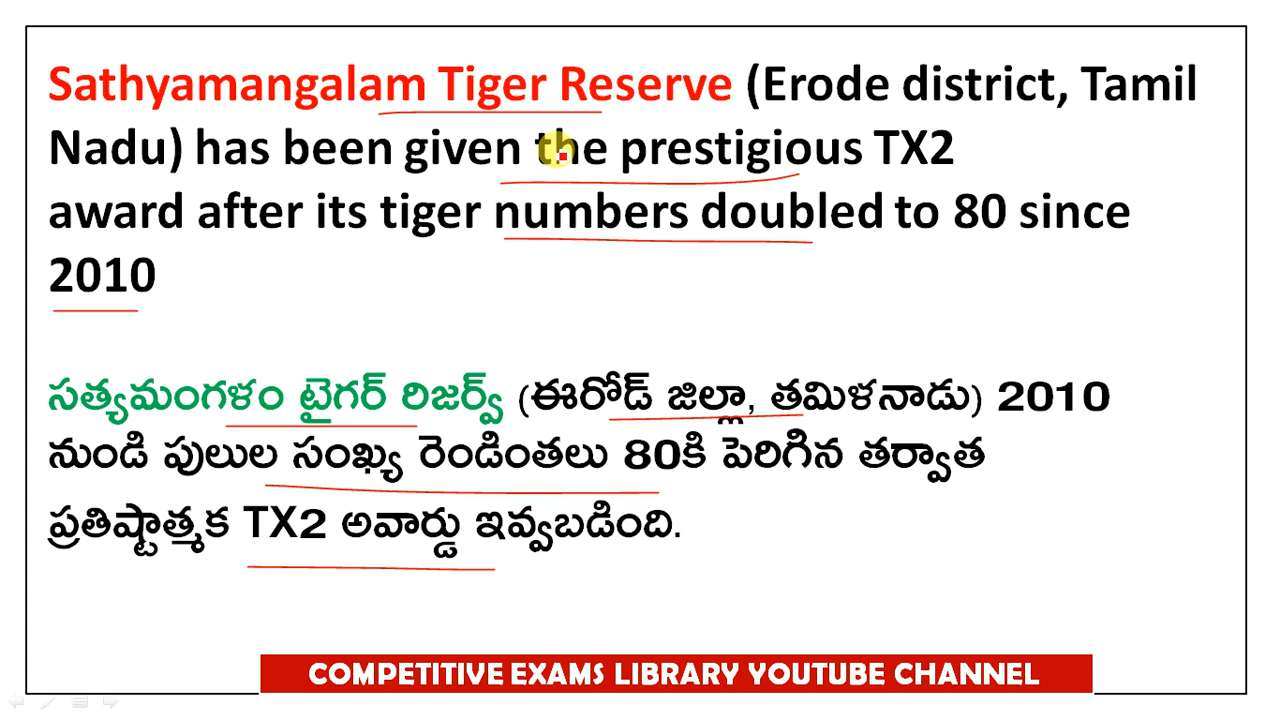 Sathyamangalam Tiger Reserve (Erode district, Tamil
Nadu) has been given the prestigious TX2
award after its tiger numbers doubled to 80 since
2010
సత్యమంగళం టైగర్ రిజర్వ్ (ఈరోడ్ జిల్లా, తమిళనాడు) 2010
నుండి పులుల సంఖ్య రెండింతలు 80కి పెరిగిన తర్వాత
ప్రతిష్టాత్మక TX2 అవార్డు ఇవ్వబడింది.
COMPETITIVE EXAMS LIBRARY YOUTUBE CHANNEL